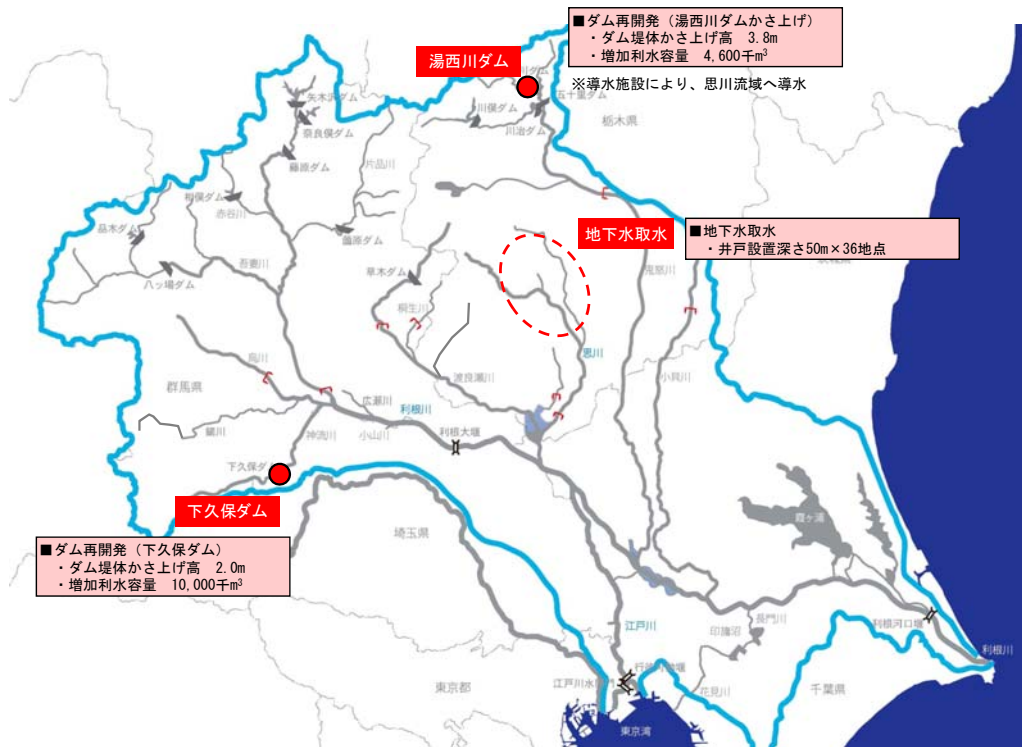 ■ダム再開発（湯西川ダムかさ上げ）
・ダム堤体かさ上げ高 3.8m
・増加利水容量 4,600千m³
※導水施設により、思川流域へ導水
湯西川ダム
五十里ダム
川俣ダム
川治ダム
栃木県
矢木沢ダム
奈良俣ダム
藤原ダム
片品川
相俣ダム
赤谷川
品木ダム
薗原ダム
吾妻川
八ッ場ダム
草木ダム
桐生川
地下水取水
■地下水取水
・井戸設置深さ50m×36地点
鬼怒川
思川
小貝川
渡良瀬川
烏川
群馬県
広瀬川
利根川
利根大堰
小山川
神流川
鏑川
下久保ダム
下久保ダム
■ダム再開発（下久保ダム）
・ダム堤体かさ上げ高 2.0m
・増加利水容量 10,000千m³
埼玉県
霞ヶ浦
江戸川
印旛沼
長門川
利根河口堰
利根川
東京都
花見川
千葉県
東京湾